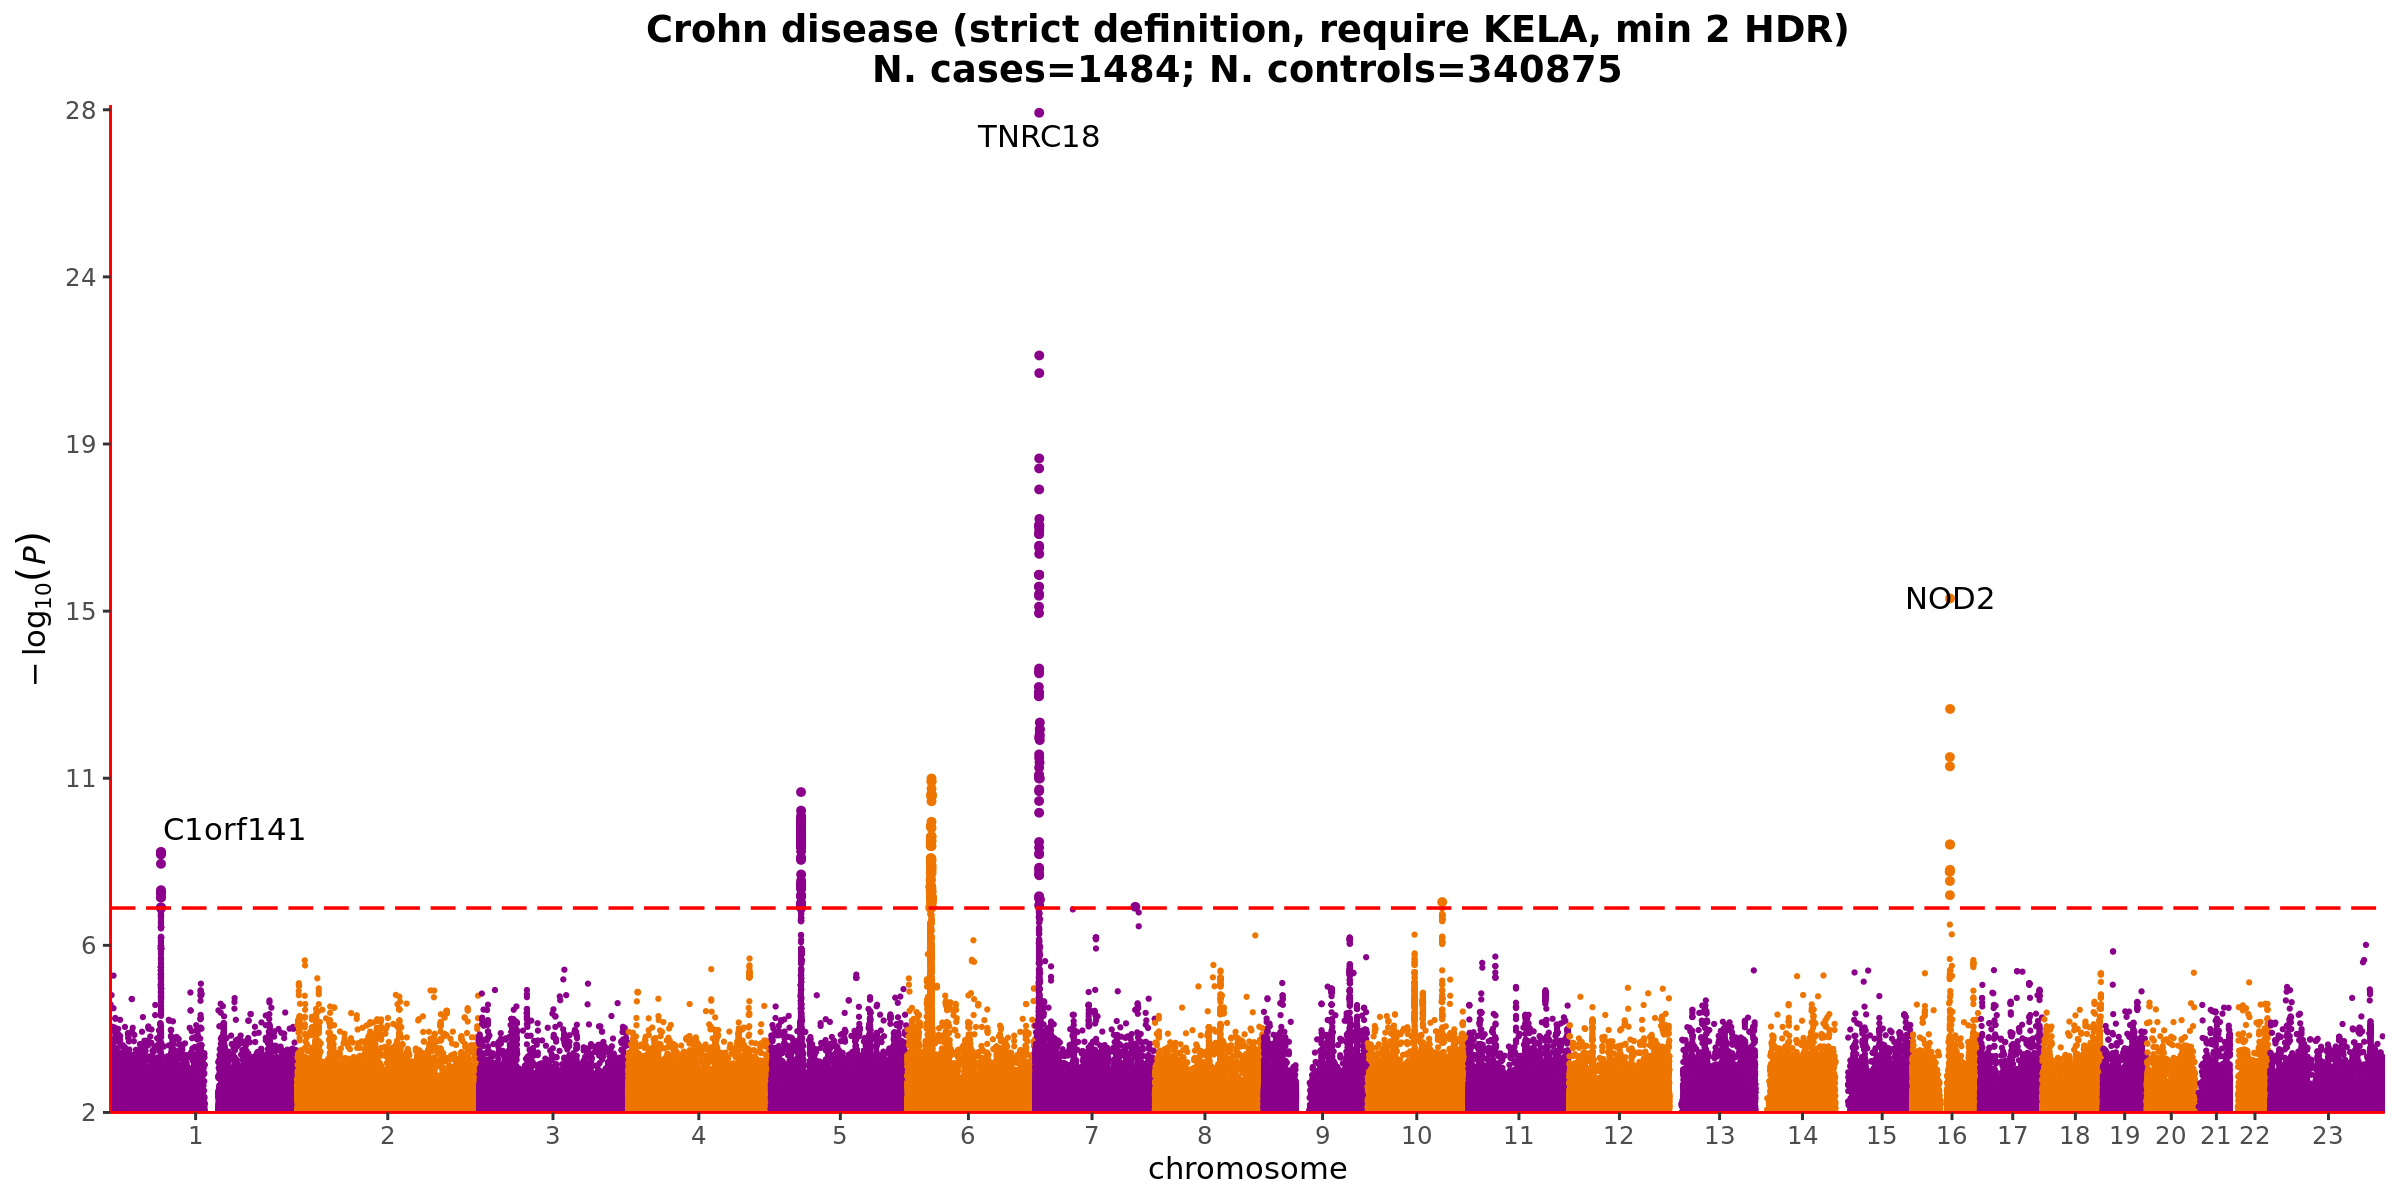 Crohn disease (strict definition, require KELA, min 2 HDR)
N. cases=1484; N. controls=340875
28
TNRC18
24
19
15
NOD2
11
C1orf141
6
2
−log10(P)
1 2 3 4 5 6 7 8 9 10 11 12 13 14 15 16 17 18 19 20 21 22 23
chromosome